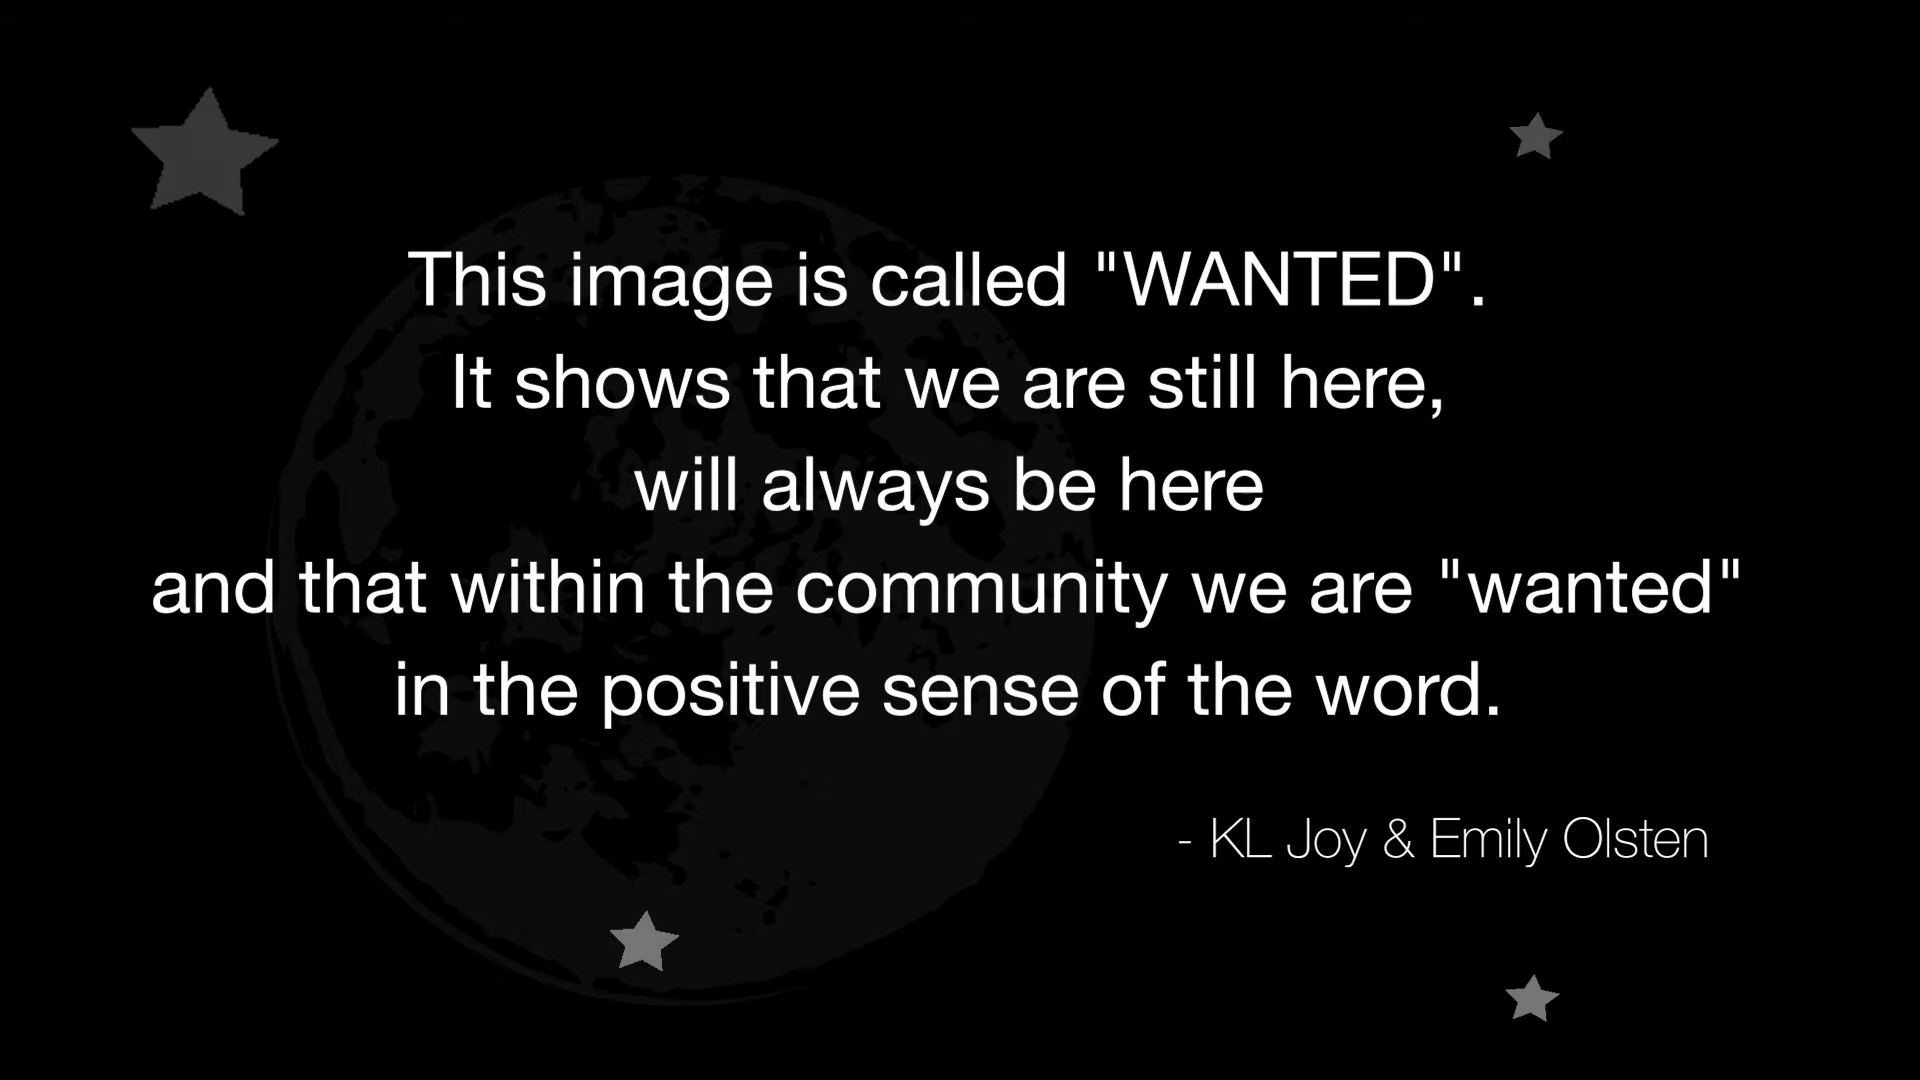 This image is called "WANTED".
It shows that we are still here,
will always be here
and that within the community we are "wanted"
in the positive sense of the word.
- KL Joy & Emily Olsten